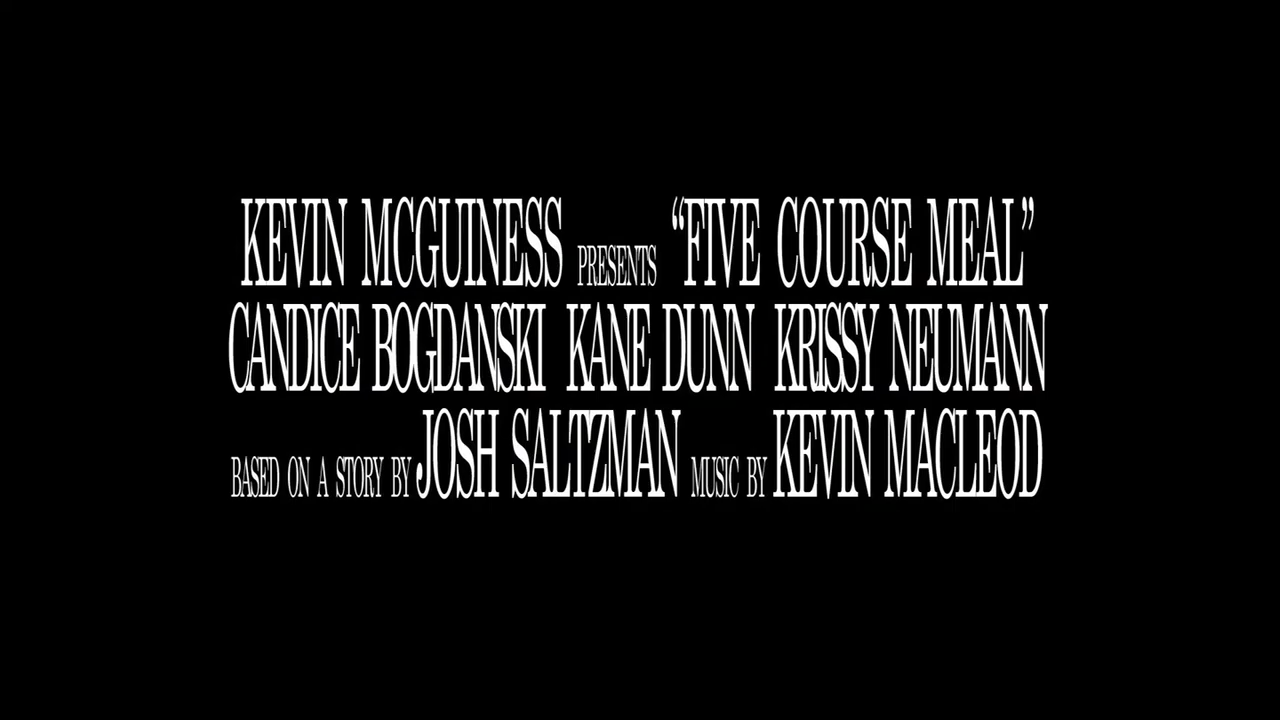 KEVIN MCGUINESS PRESENTS “FIVE COURSE MEAL”
CANDICE BOGDANSKI KANE DUNN KRISSY NEUMANN
BASED ON A STORY BY JOSH SALTZMAN MUSIC BY KEVIN MACLEOD